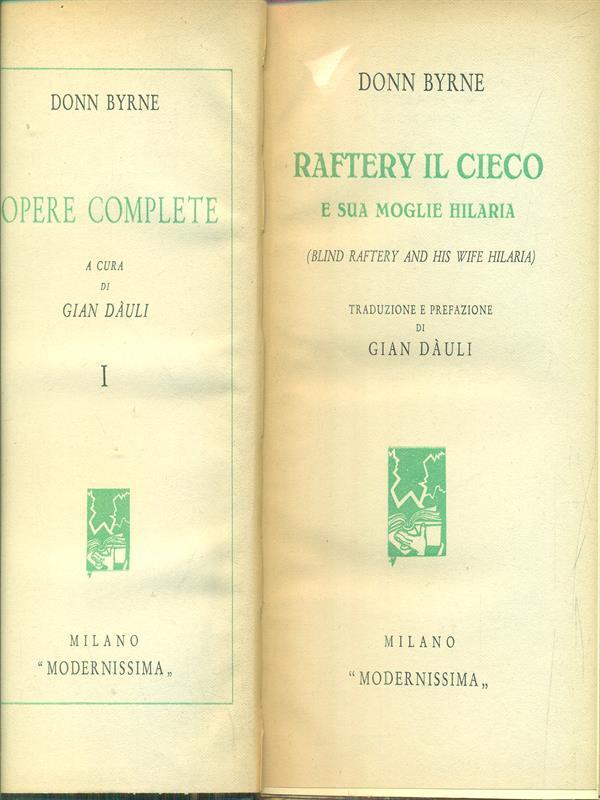 DONN BYRNE
OPERE COMPLETE
A CURA
DI
GIAN DÀULI
I
MILANO
“MODERNISSIMA„
DONN BYRNE
RAFTERY IL CIECO
E SUA MOGLIE HILARIA
(BLIND RAFTERY AND HIS WIFE HILARIA)
TRADUZIONE E PREFAZIONE
DI
GIAN DÀULI
MILANO
“MODERNISSIMA„